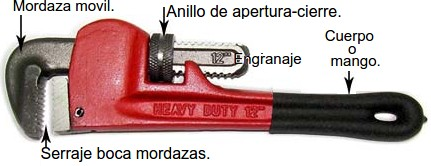 Mordaza movil.
Anillo de apertura-cierre.
12"
Engranaje
Cuerpo
o
mango.
HEAVY DUTY 12"
Serraje boca mordazas.